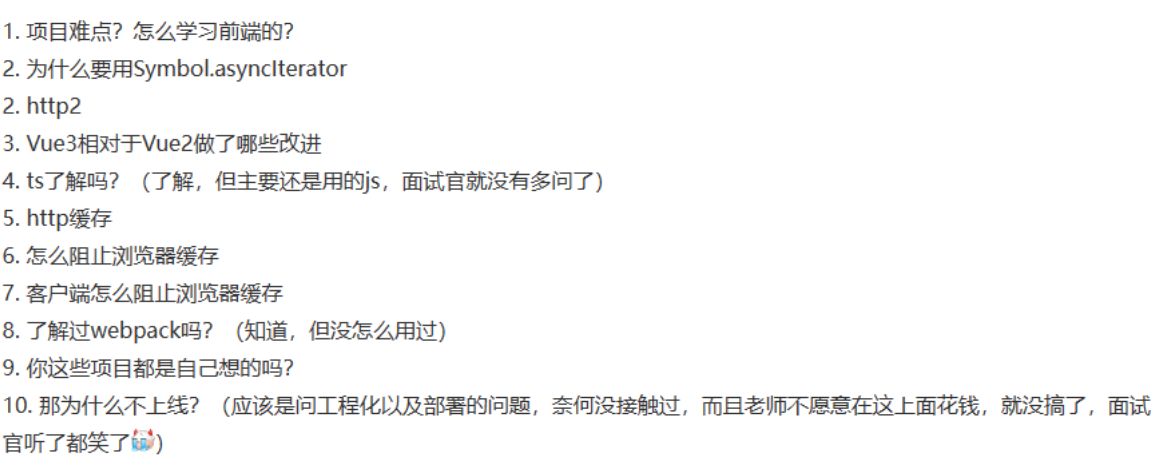 1. 项目难点？怎么学习前端的？
2. 为什么要用Symbol.asyncIterator
2. http2
3. Vue3相对于Vue2做了哪些改进
4. ts了解吗？（了解，但主要还是用的js，面试官就没有多问了）
5. http缓存
6. 怎么阻止浏览器缓存
7. 客户端怎么阻止浏览器缓存
8. 了解过webpack吗？（知道，但没怎么用过）
9. 你这些项目都是自己想的吗？
10. 那为什么不上线？（应该是问工程化以及部署的问题，奈何没接触过，而且老师不愿意在这上面花钱，就没搞了，面试
官听了都笑了）